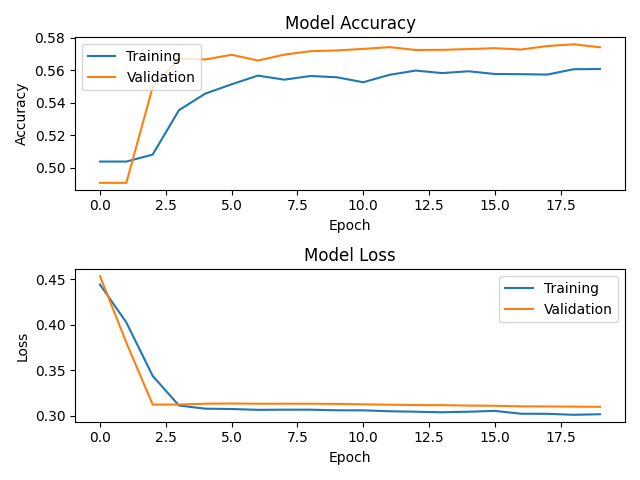 Model Accuracy
0.58
0.56
0.54
0.52
0.50
Accuracy
Training
Validation
0.0 2.5 5.0 7.5 10.0 12.5 15.0 17.5
Epoch
Model Loss
0.45
0.40
0.35
0.30
Loss
Training
Validation
0.0 2.5 5.0 7.5 10.0 12.5 15.0 17.5
Epoch